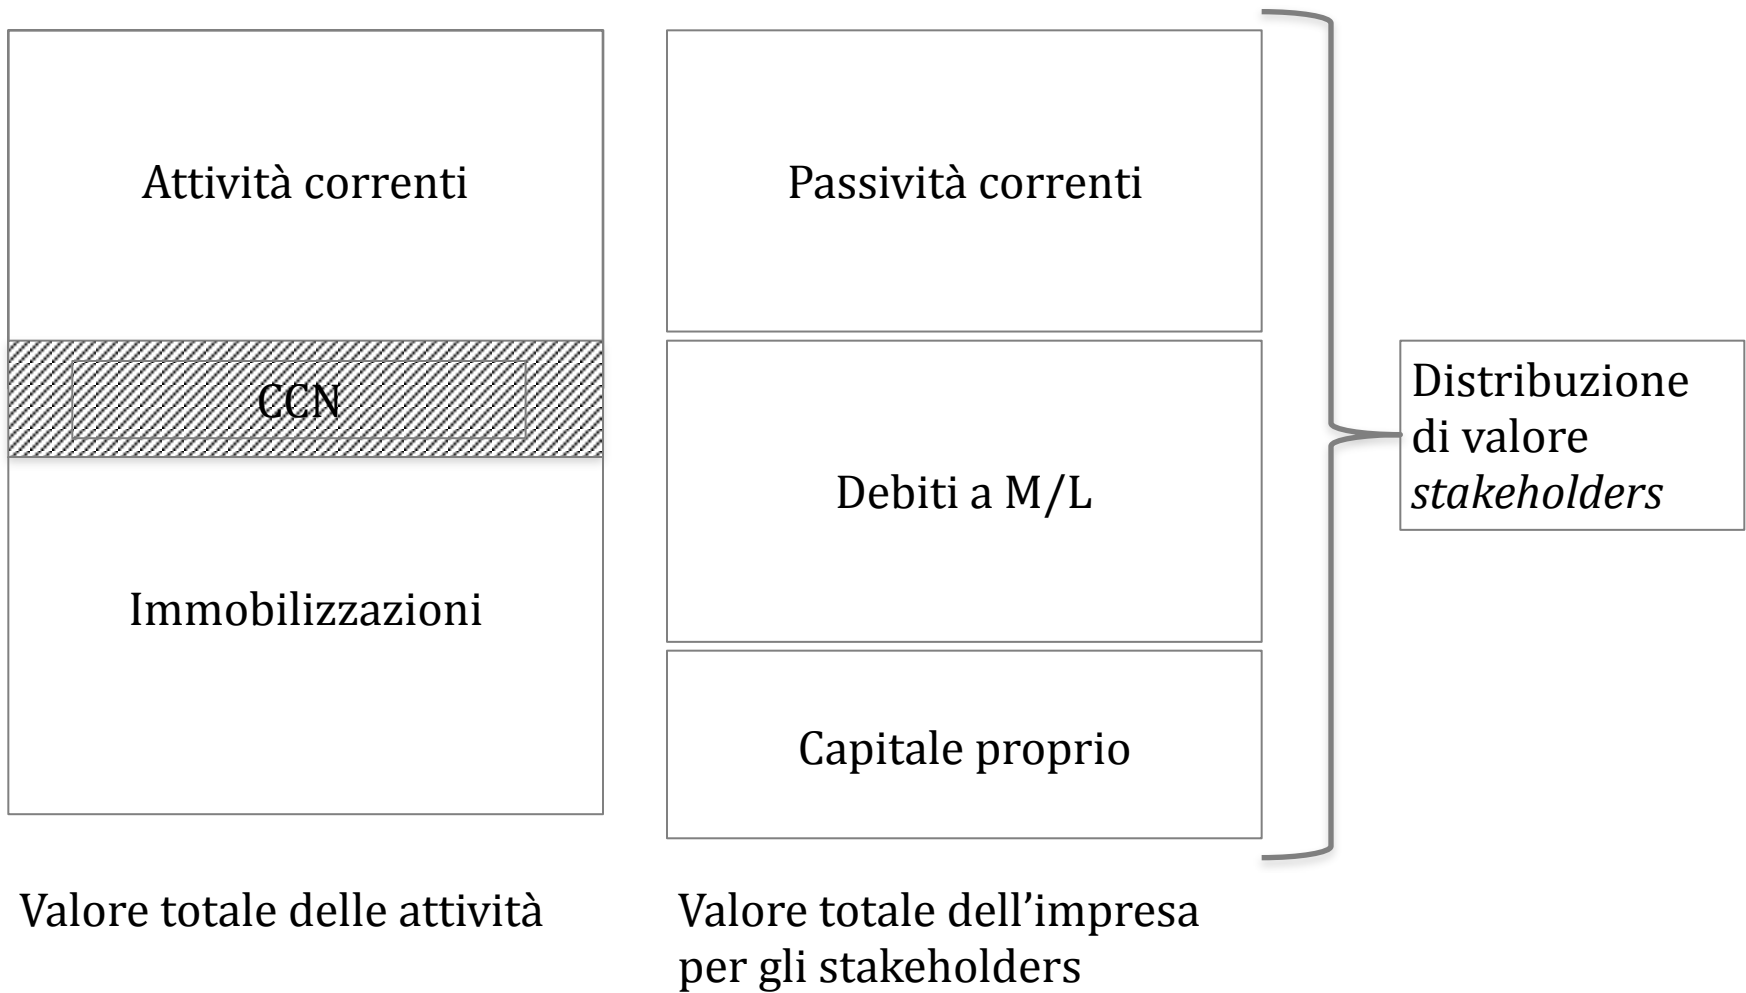 Attività correnti
CCN
Immobilizzazioni
Valore totale delle attività
Passività correnti
Debiti a M/L
Capitale proprio
Valore totale dell’impresa
per gli stakeholders
Distribuzione
di valore
stakeholders